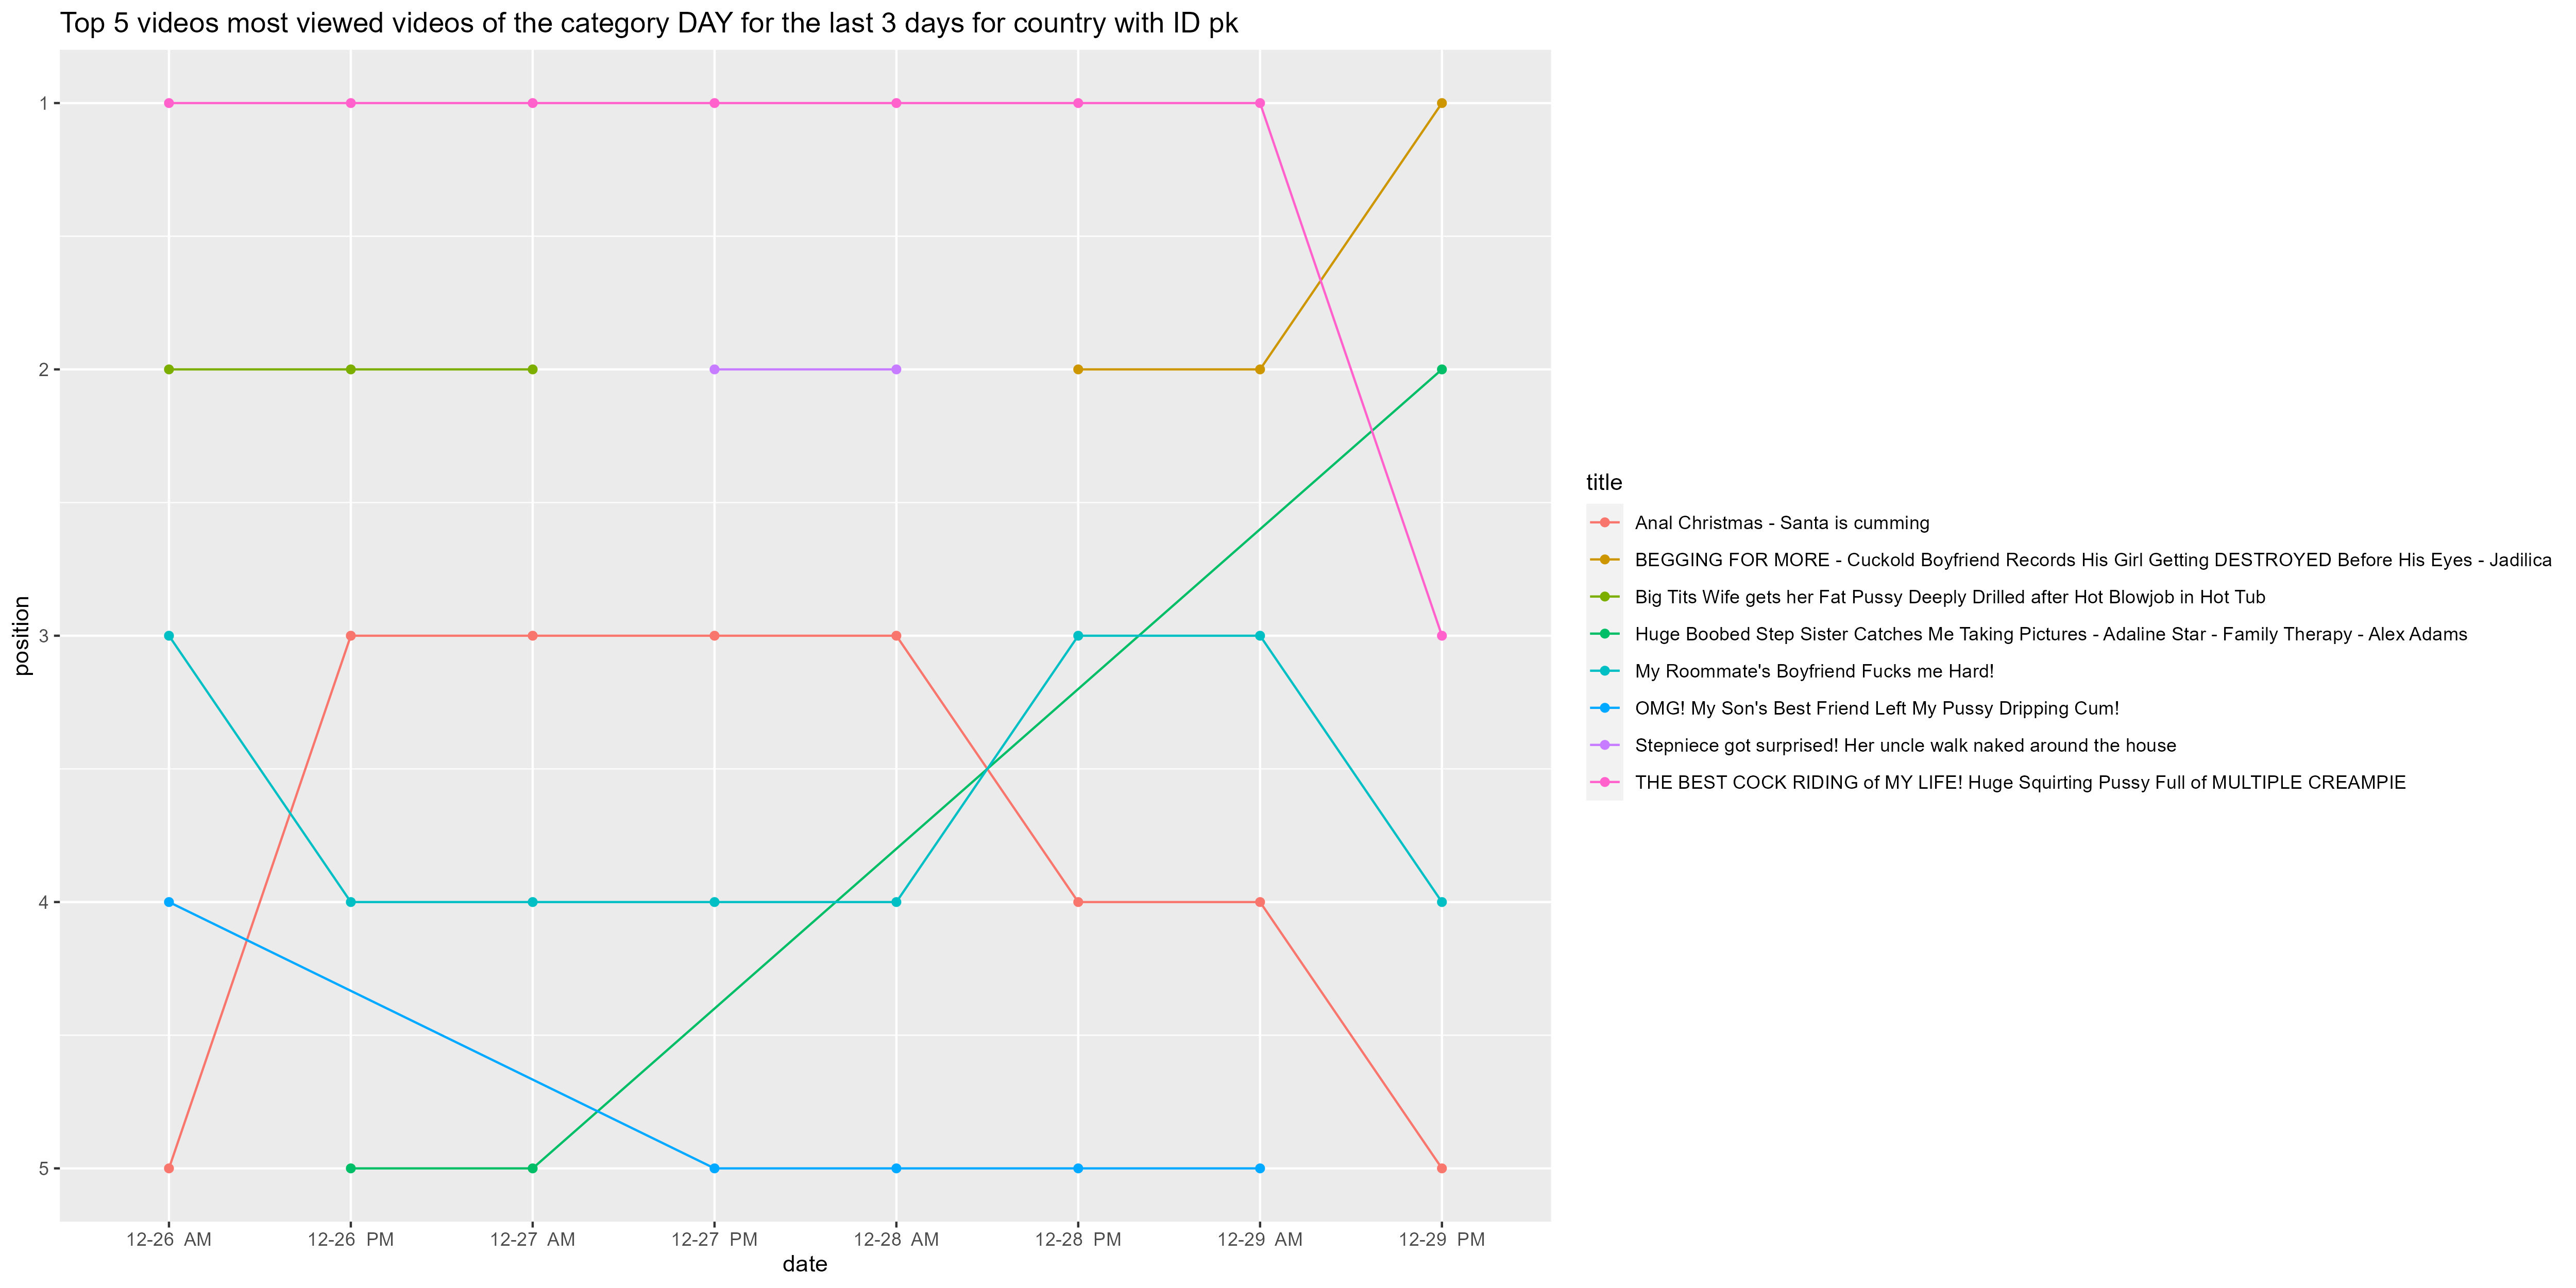 Top 5 videos most viewed videos of the category DAY for the last 3 days for country with ID pk
1
2
3
4
5
position
12-26 AM
12-26 PM
12-27 AM
12-27 PM
12-28 AM
12-28 PM
12-29 AM
12-29 PM
date
title
Anal Christmas - Santa is cumming
BEGGING FOR MORE - Cuckold Boyfriend Records His Girl Getting DESTROYED Before His Eyes - Jadilica
Big Tits Wife gets her Fat Pussy Deeply Drilled after Hot Blowjob in Hot Tub
Huge Boobed Step Sister Catches Me Taking Pictures - Adaline Star - Family Therapy - Alex Adams
My Roommate's Boyfriend Fucks me Hard!
OMG! My Son's Best Friend Left My Pussy Dripping Cum!
Stepniece got surprised! Her uncle walk naked around the house
THE BEST COCK RIDING of MY LIFE! Huge Squirting Pussy Full of MULTIPLE CREAMPIE